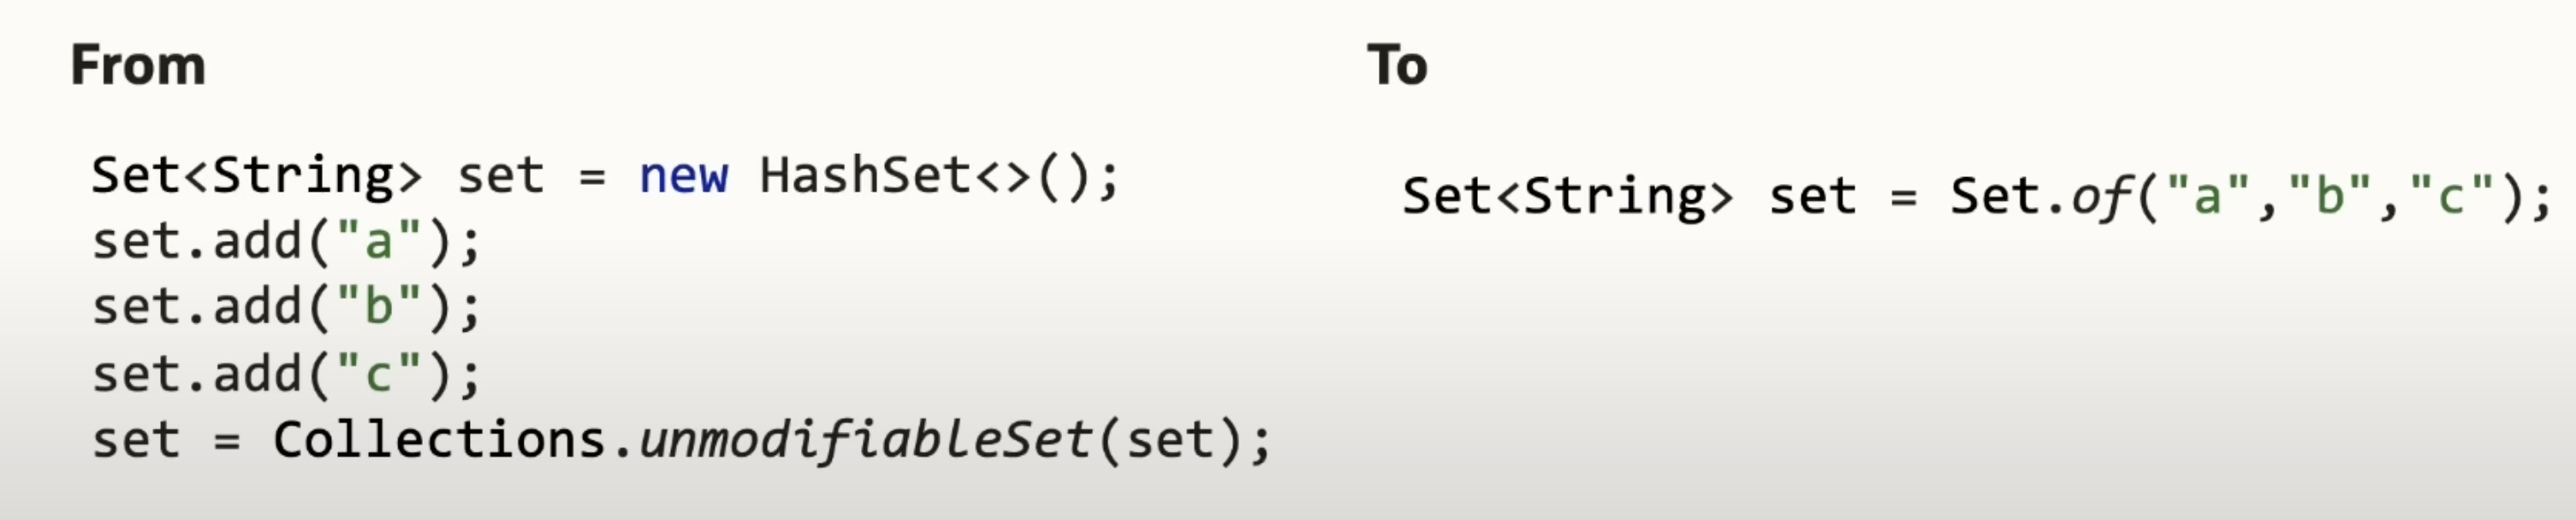 From
Set<String> set = new HashSet<>();
set.add("a");
set.add("b");
set.add("c");
set = Collections.unmodifiableSet(set);
To
Set<String> set = Set.of("a","b","c");